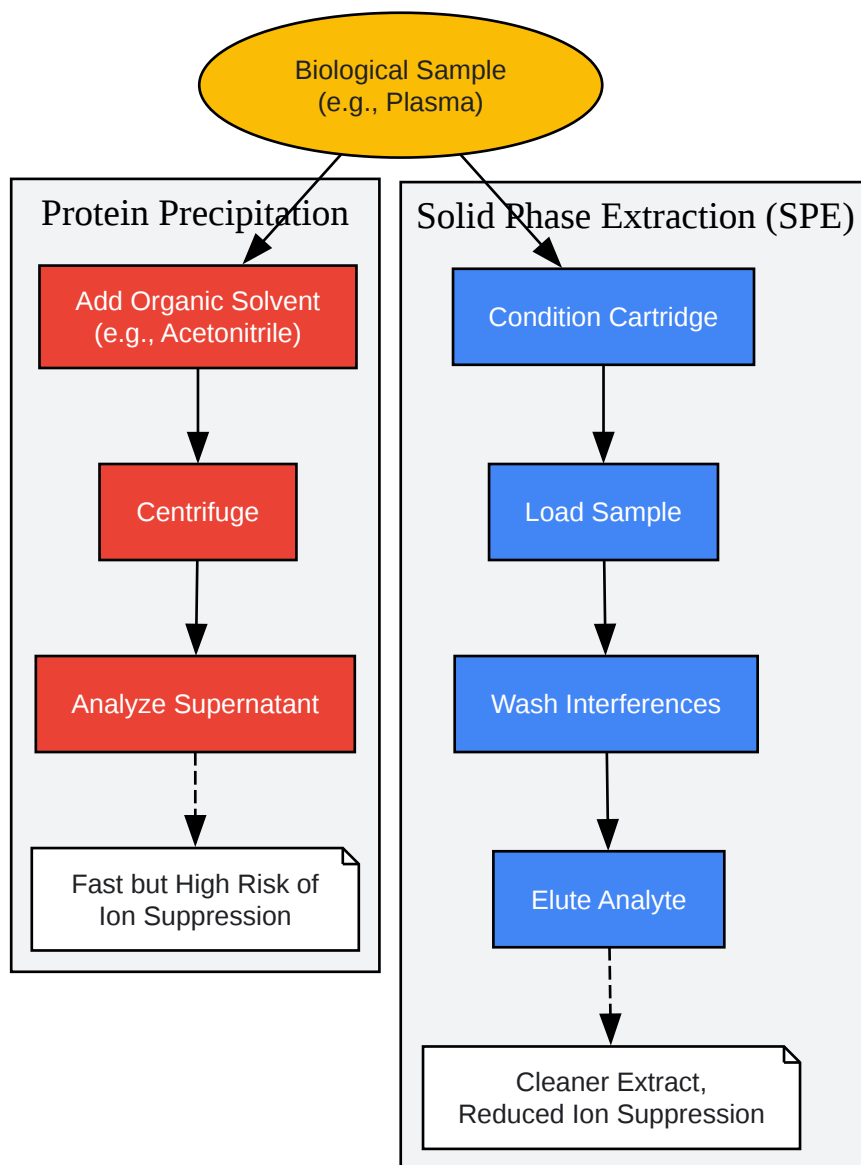 Biological Sample
(e.g., Plasma)
Protein Precipitation
Add Organic Solvent
(e.g., Acetonitrile)
Centrifuge
Analyze Supernatant
Fast but High Risk of
Ion Suppression
Solid Phase Extraction (SPE)
Condition Cartridge
Load Sample
Wash Interferences
Elute Analyte
Cleaner Extract,
Reduced Ion Suppression